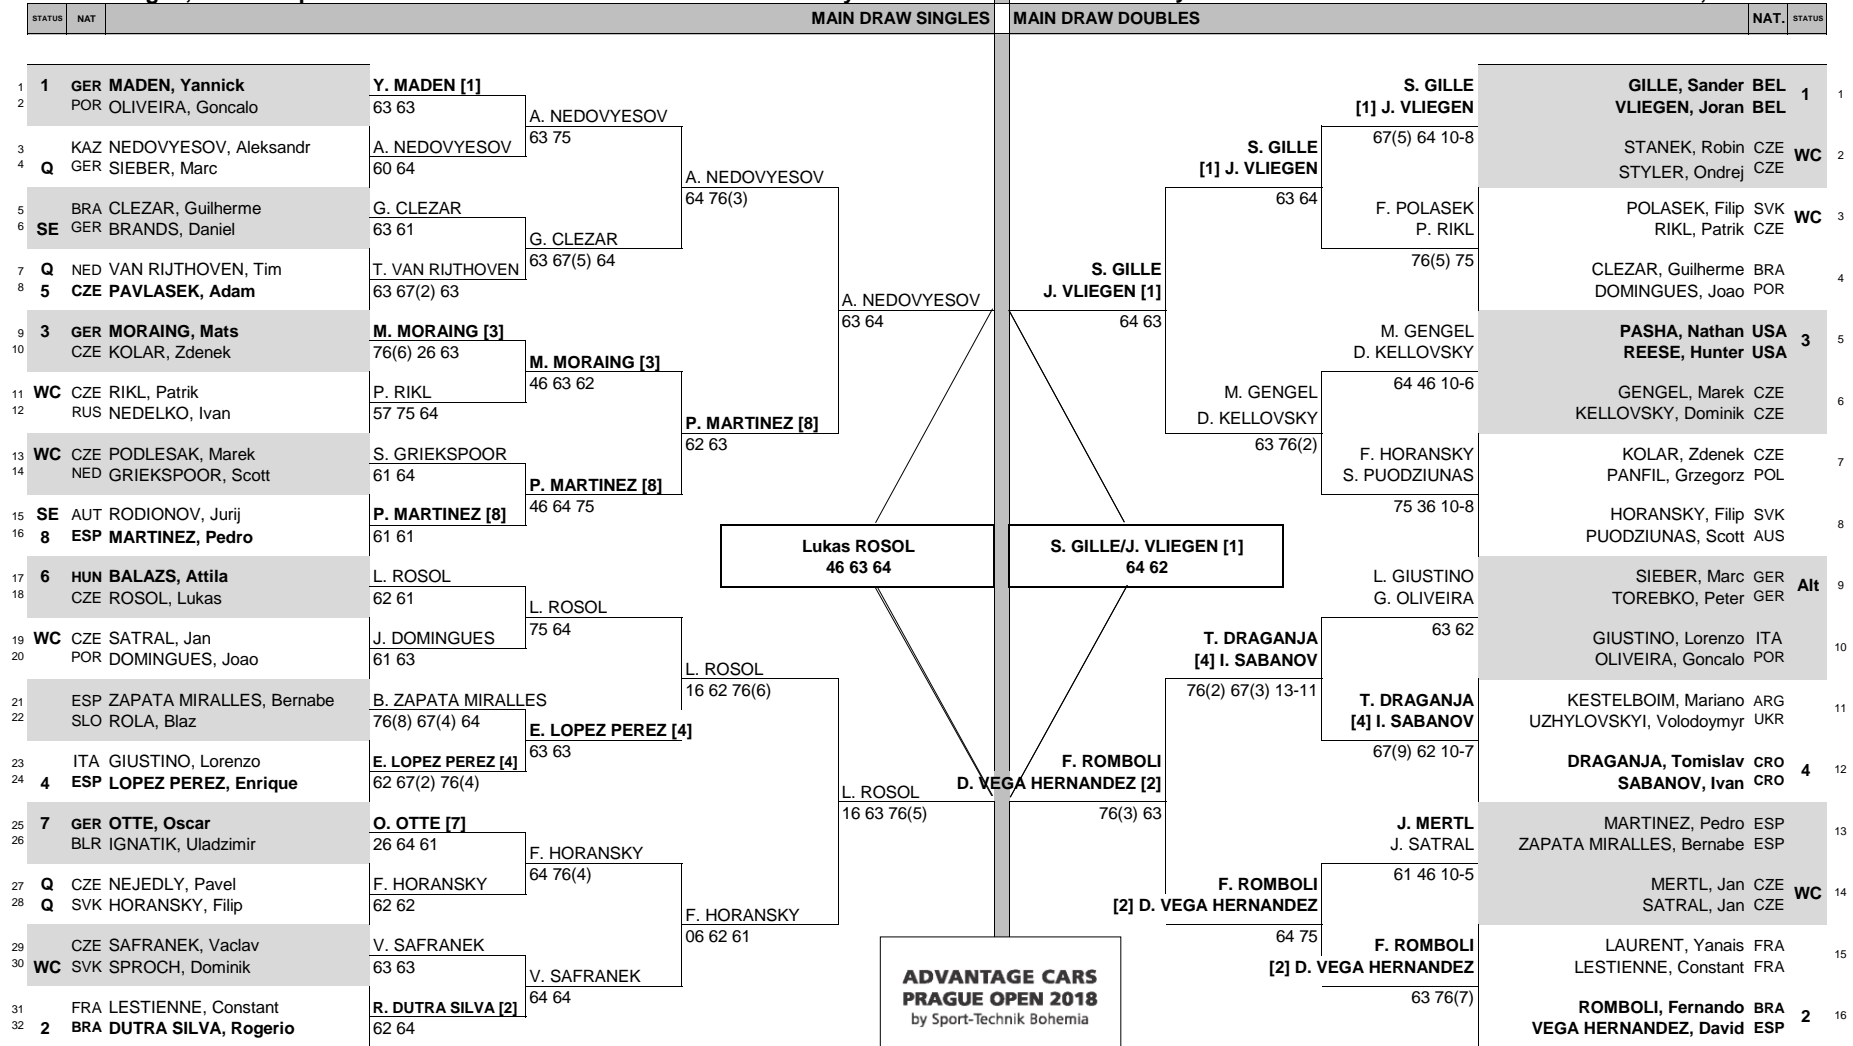 STATUS NAT MAIN DRAW SINGLES MAIN DRAW DOUBLES NAT. STATUS
1 1 GER MADEN, Yannick
2 POR OLIVEIRA, Goncalo
3 KAZ NEDOVYESOV, Aleksandr
4 Q GER SIEBER, Marc
5 BRA CLEZAR, Guilherme
6 SE GER BRANDS, Daniel
7 Q NED VAN RIJTHOVEN, Tim
8 5 CZE PAVLASEK, Adam
9 3 GER MORAING, Mats
10 CZE KOLAR, Zdenek
11 WC CZE RIKL, Patrik
12 RUS NEDELKO, Ivan
13 WC CZE PODLESAK, Marek
14 NED GRIEKSPOOR, Scott
15 SE AUT RODIONOV, Jurij
16 8 ESP MARTINEZ, Pedro
17 6 HUN BALAZS, Attila
18 CZE ROSOL, Lukas
19 WC CZE SATRAL, Jan
20 POR DOMINGUES, Joao
21 ESP ZAPATA MIRALLES, Bernabe
22 SLO ROLA, Blaz
23 ITA GIUSTINO, Lorenzo
24 4 ESP LOPEZ PEREZ, Enrique
25 7 GER OTTE, Oscar
26 BLR IGNATIK, Uladzimir
27 Q CZE NEJEDLY, Pavel
28 Q SVK HORANSKY, Filip
29 CZE SAFRANEK, Vaclav
30 WC SVK SPROCH, Dominik
31 FRA LESTIENNE, Constant
32 2 BRA DUTRA SILVA, Rogerio
Y. MADEN [1]
63 63
A. NEDOVYESOV
60 64
G. CLEZAR
63 61
T. VAN RIJTHOVEN
63 67(2) 63
M. MORAING [3]
76(6) 26 63
P. RIKL
57 75 64
S. GRIEKSPOOR
61 64
P. MARTINEZ [8]
61 61
L. ROSOL
62 61
J. DOMINGUES
61 63
B. ZAPATA MIRALLES
76(8) 67(4) 64
E. LOPEZ PEREZ [4]
62 67(2) 76(4)
O. OTTE [7]
26 64 61
F. HORANSKY
62 62
V. SAFRANEK
63 63
R. DUTRA SILVA [2]
62 64
A. NEDOVYESOV
63 75
G. CLEZAR
63 67(5) 64
M. MORAING [3]
46 63 62
P. MARTINEZ [8]
46 64 75
L. ROSOL
75 64
E. LOPEZ PEREZ [4]
63 63
F. HORANSKY
64 76(4)
V. SAFRANEK
64 64
A. NEDOVYESOV
64 76(3)
P. MARTINEZ [8]
62 63
L. ROSOL
16 62 76(6)
F. HORANSKY
06 62 61
A. NEDOVYESOV
63 64
L. ROSOL
16 63 76(5)
Lukas ROSOL
46 63 64
S. GILLE/J. VLIEGEN [1]
64 62
S. GILLE
J. VLIEGEN [1]
64 63
F. ROMBOLI
D. VEGA HERNANDEZ [2]
76(3) 63
S. GILLE
[1] J. VLIEGEN
63 64
M. GENGEL
D. KELLOVSKY
63 76(2)
T. DRAGANJA
[4] I. SABANOV
76(2) 67(3) 13-11
F. ROMBOLI
[2] D. VEGA HERNANDEZ
64 75
S. GILLE
[1] J. VLIEGEN
67(5) 64 10-8
F. POLASEK
P. RIKL
76(5) 75
M. GENGEL
D. KELLOVSKY
64 46 10-6
F. HORANSKY
S. PUODZIUNAS
75 36 10-8
L. GIUSTINO
G. OLIVEIRA
63 62
T. DRAGANJA
[4] I. SABANOV
67(9) 62 10-7
J. MERTL
J. SATRAL
61 46 10-5
F. ROMBOLI
[2] D. VEGA HERNANDEZ
63 76(7)
GILLE, Sander BEL
VLIEGEN, Joran BEL
1 1
STANEK, Robin CZE
STYLER, Ondrej CZE
WC 2
POLASEK, Filip SVK
RIKL, Patrik CZE
WC 3
CLEZAR, Guilherme BRA
DOMINGUES, Joao POR
4
PASHA, Nathan USA
REESE, Hunter USA
3 5
GENGEL, Marek CZE
KELLOVSKY, Dominik CZE
6
KOLAR, Zdenek CZE
PANFIL, Grzegorz POL
7
HORANSKY, Filip SVK
PUODZIUNAS, Scott AUS
8
SIEBER, Marc GER
TOREBKO, Peter GER
Alt 9
GIUSTINO, Lorenzo ITA
OLIVEIRA, Goncalo POR
10
KESTELBOIM, Mariano ARG
UZHYLOVSKYI, Volodoymyr UKR
11
DRAGANJA, Tomislav CRO
SABANOV, Ivan CRO
4 12
MARTINEZ, Pedro ESP
ZAPATA MIRALLES, Bernabe ESP
13
MERTL, Jan CZE
SATRAL, Jan CZE
WC 14
LAURENT, Yanais FRA
LESTIENNE, Constant FRA
15
ROMBOLI, Fernando BRA
VEGA HERNANDEZ, David ESP
2 16
ADVANTAGE CARS
PRAGUE OPEN 2018
by Sport-Technik Bohemia